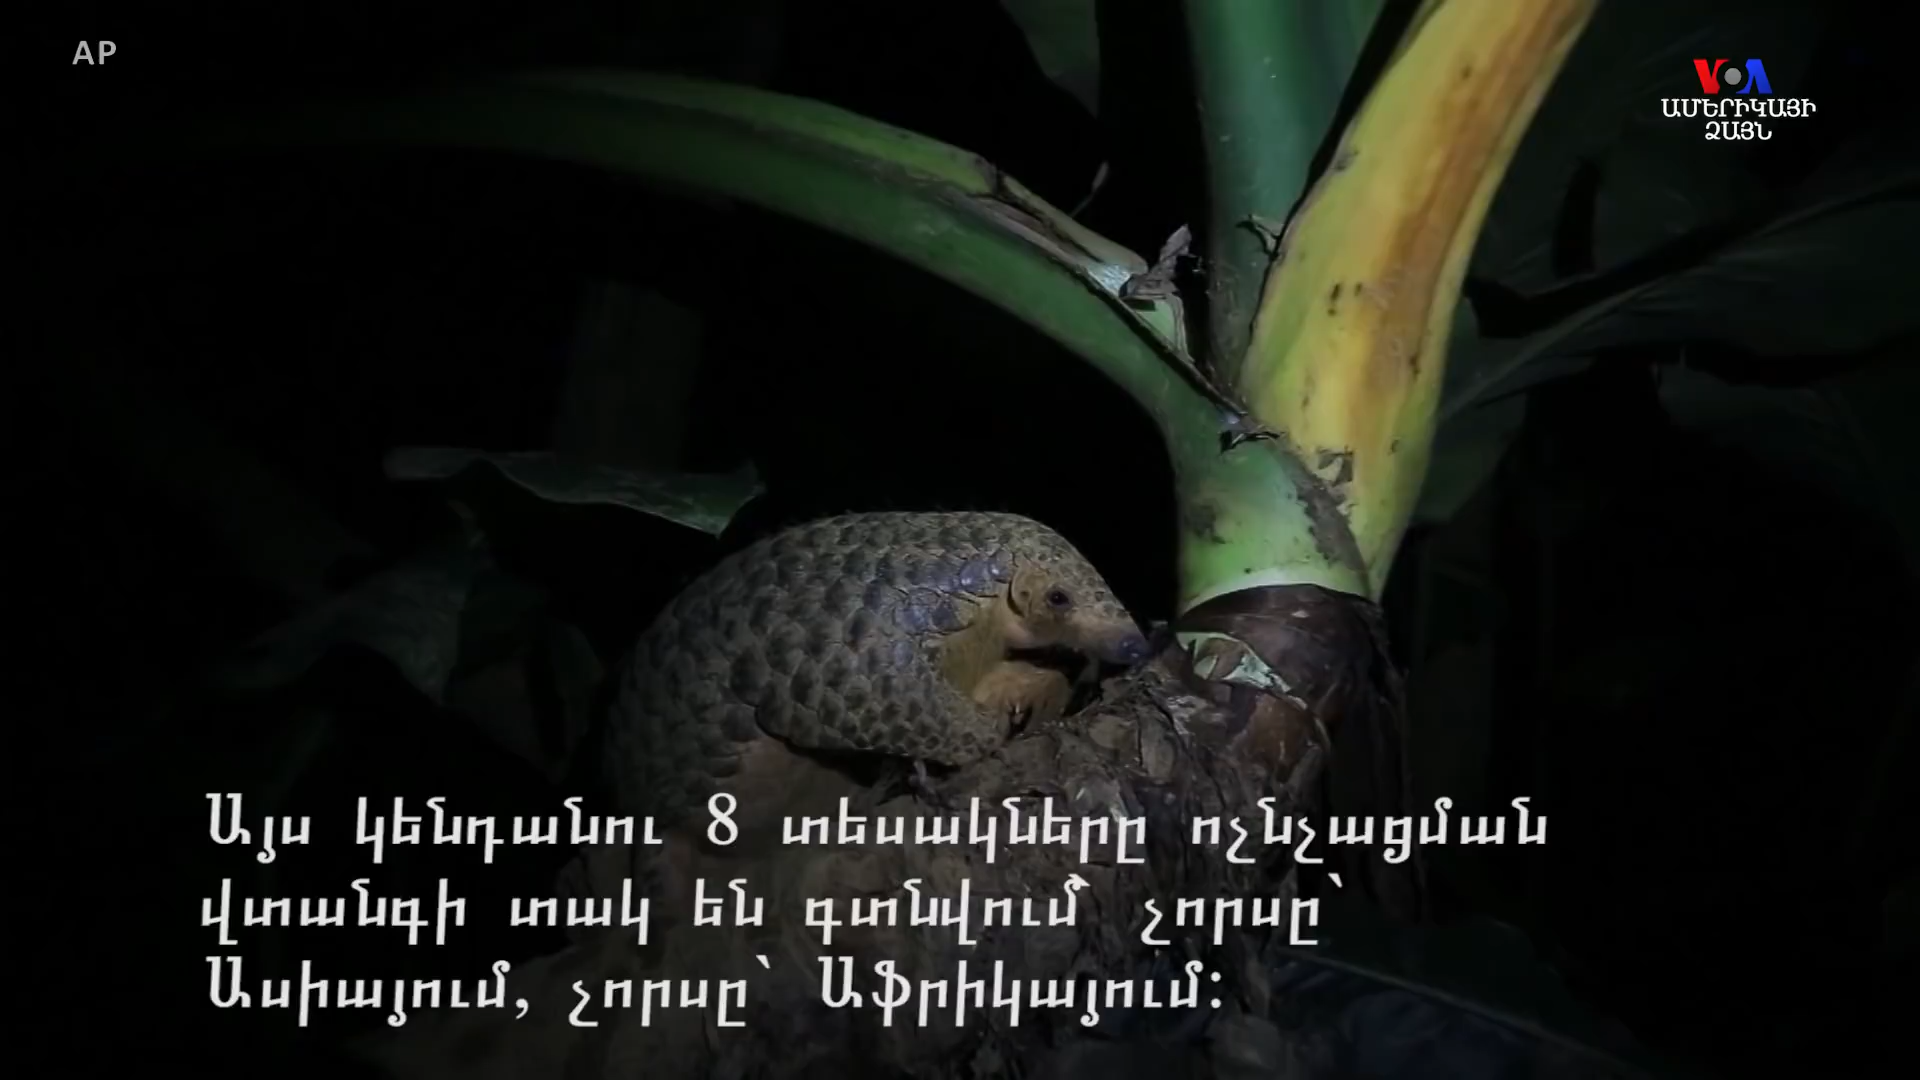 AP
VOA
ԱՄԵՐԻԿԱՅԻ
ՁԱՅՆ
Այս կենդանու 8 տեսակները ոչնչացման
վտանգի տակ են գտնվում՝ չորսը՝
Ասիայում, չորսը՝ Աֆրիկայում: